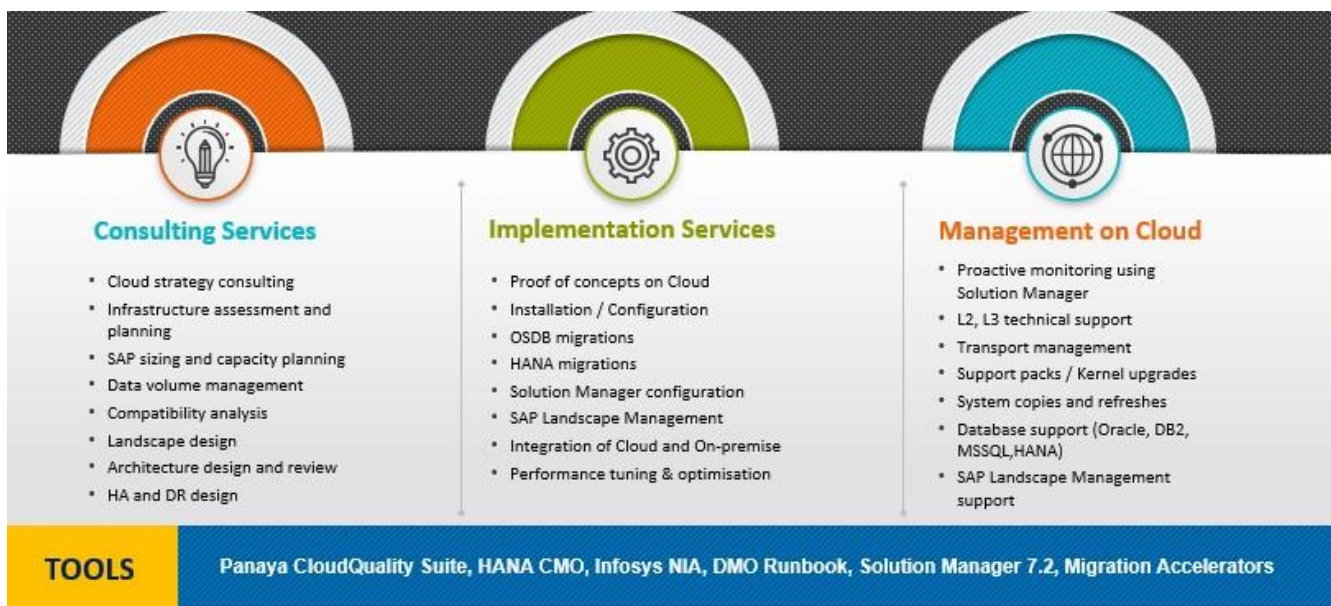 Consulting Services
• Cloud strategy consulting
• Infrastructure assessment and
planning
• SAP sizing and capacity planning
• Data volume management
• Compatibility analysis
• Landscape design
• Architecture design and review
• HA and DR design
Implementation Services
• Proof of concepts on Cloud
• Installation / Configuration
• OSDB migrations
• HANA migrations
• Solution Manager configuration
• SAP Landscape Management
• Integration of Cloud and On-premise
• Performance tuning & optimisation
Management on Cloud
• Proactive monitoring using
Solution Manager
• L2, L3 technical support
• Transport management
• Support packs / Kernel upgrades
• System copies and refreshes
• Database support (Oracle, DB2,
MSSQL,HANA)
• SAP Landscape Management
support
TOOLS
Panaya CloudQuality Suite, HANA CMO, Infosys NIA, DMO Runbook, Solution Manager 7.2, Migration Accelerators